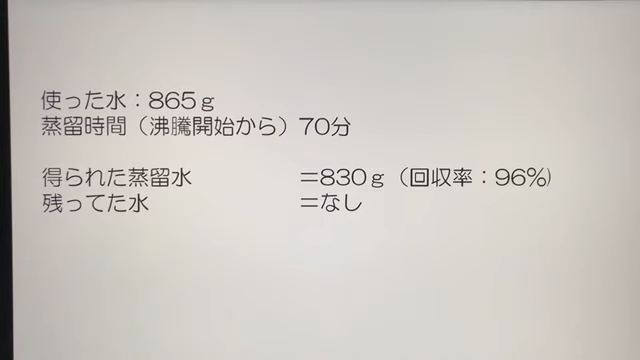 使った水：865ｇ
蒸留時間（沸騰開始から）70分
得られた蒸留水 ＝830ｇ（回収率：96%）
残ってた水 ＝なし